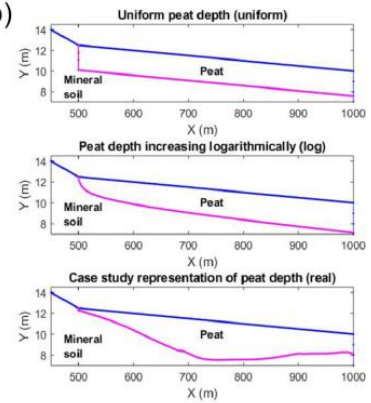 )
Uniform peat depth (uniform)
14
12
10
8
Y (m)
Peat
Mineral
soil
500 600 700 800 900 1000
X (m)
Peat depth increasing logarithmically (log)
14
12
10
8
Y (m)
Peat
Mineral
soil
500 600 700 800 900 1000
X (m)
Case study representation of peat depth (real)
14
12
10
8
Y (m)
Peat
Mineral
soil
500 600 700 800 900 1000
X (m)